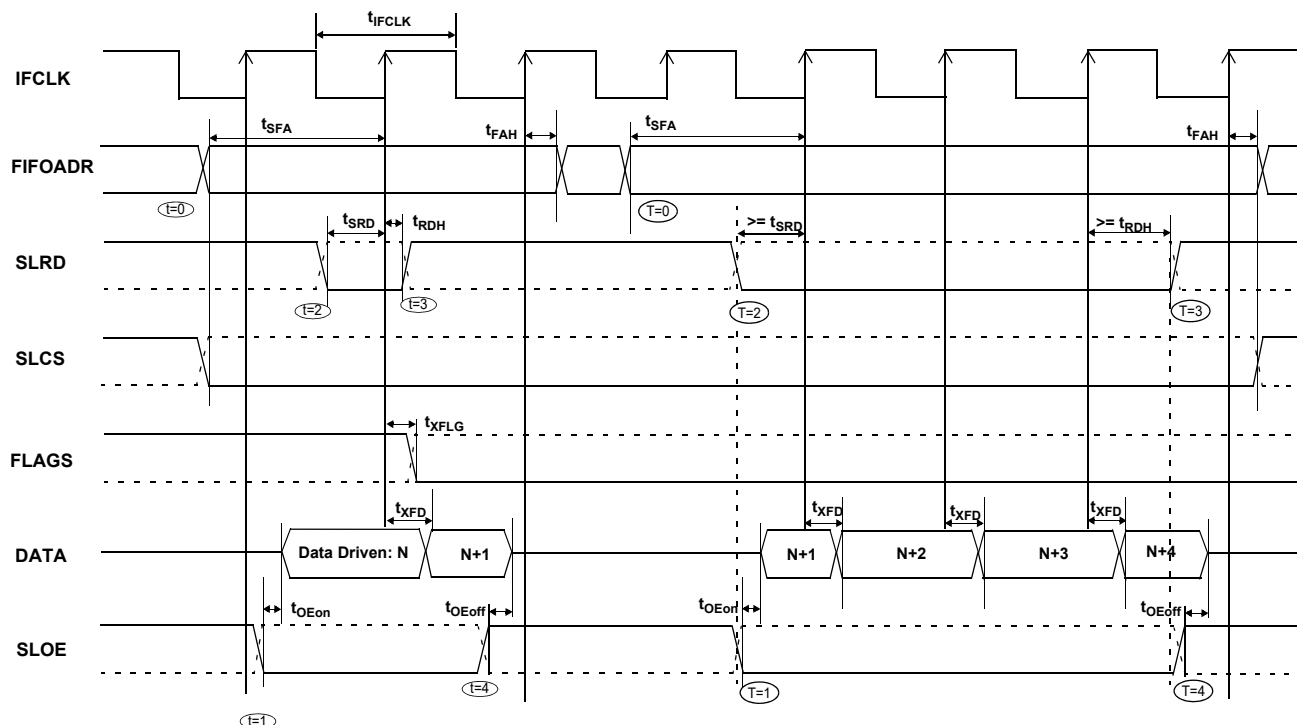 tIFCLK
IFCLK
tSFA
tFAH
tSFA
tFAH
FIFOADR
t=0
T=0
tSRD
tRDH
>= tSRD
>= tRDH
SLRD
t=2
t=3
T=2
T=3
SLCS
tXFLG
FLAGS
tXFD
tXFD
tXFD
tXFD
DATA
Data Driven: N
N+1
N+1
N+2
N+3
N+4
tOEon
tOEoff
tOEon
tOEoff
SLOE
t=4
T=1
T=4
t=1